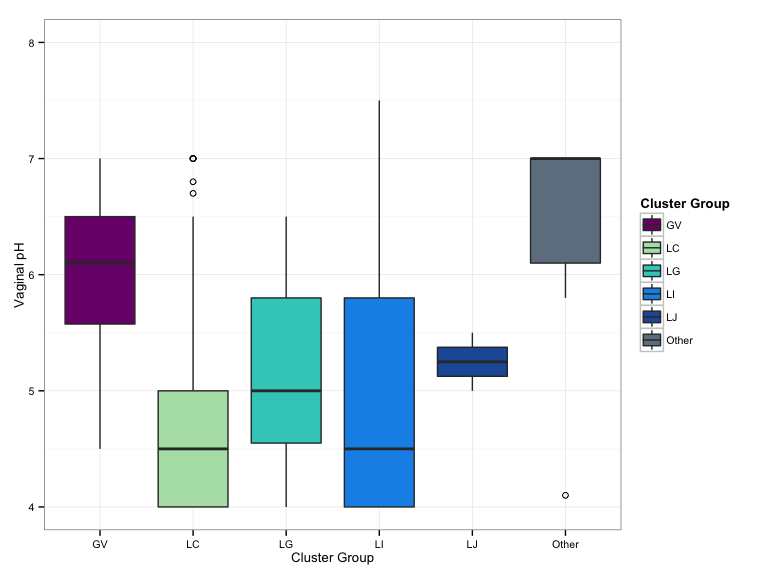 8
7
6
5
4
Vaginal pH
GV LC LG LI LJ Other
Cluster Group
Cluster Group
GV
LC
LG
LI
LJ
Other